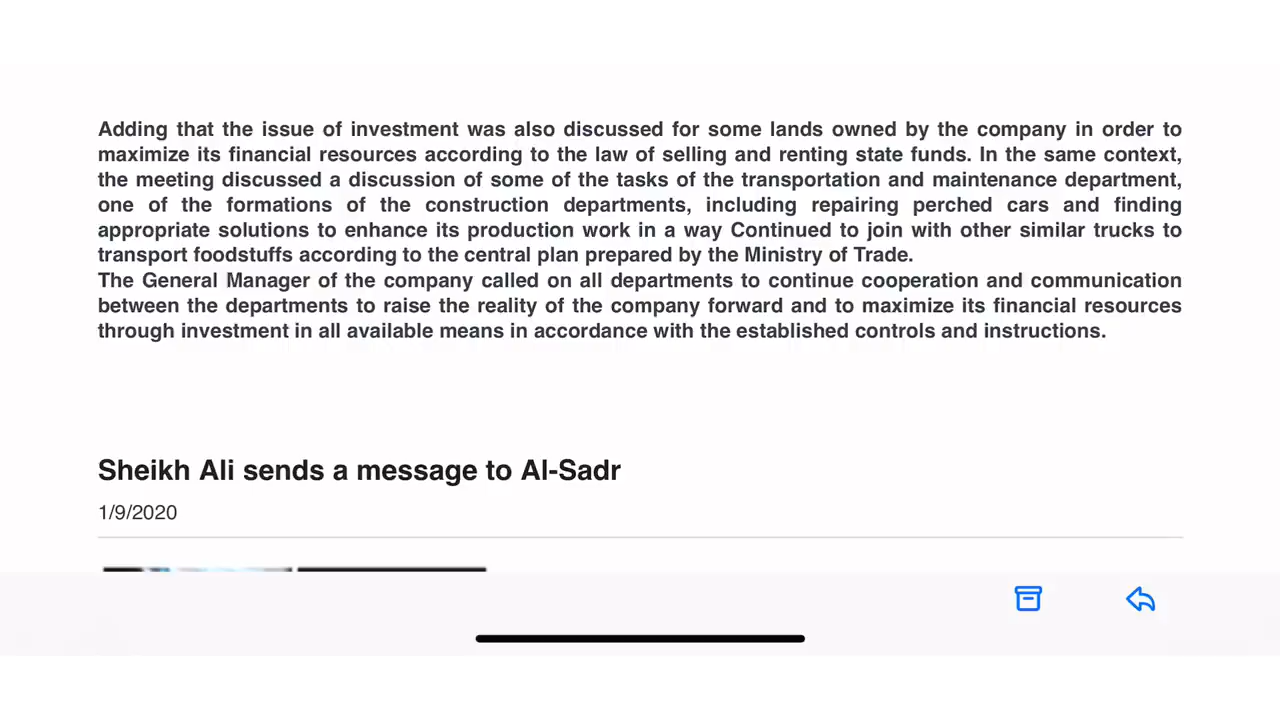 Adding that the issue of investment was also discussed for some lands owned by the company in order to
maximize its financial resources according to the law of selling and renting state funds. In the same context,
the meeting discussed a discussion of some of the tasks of the transportation and maintenance department,
one of the formations of the construction departments, including repairing perched cars and finding
appropriate solutions to enhance its production work in a way Continued to join with other similar trucks to
transport foodstuffs according to the central plan prepared by the Ministry of Trade.
The General Manager of the company called on all departments to continue cooperation and communication
between the departments to raise the reality of the company forward and to maximize its financial resources
through investment in all available means in accordance with the established controls and instructions.
Sheikh Ali sends a message to Al-Sadr
1/9/2020